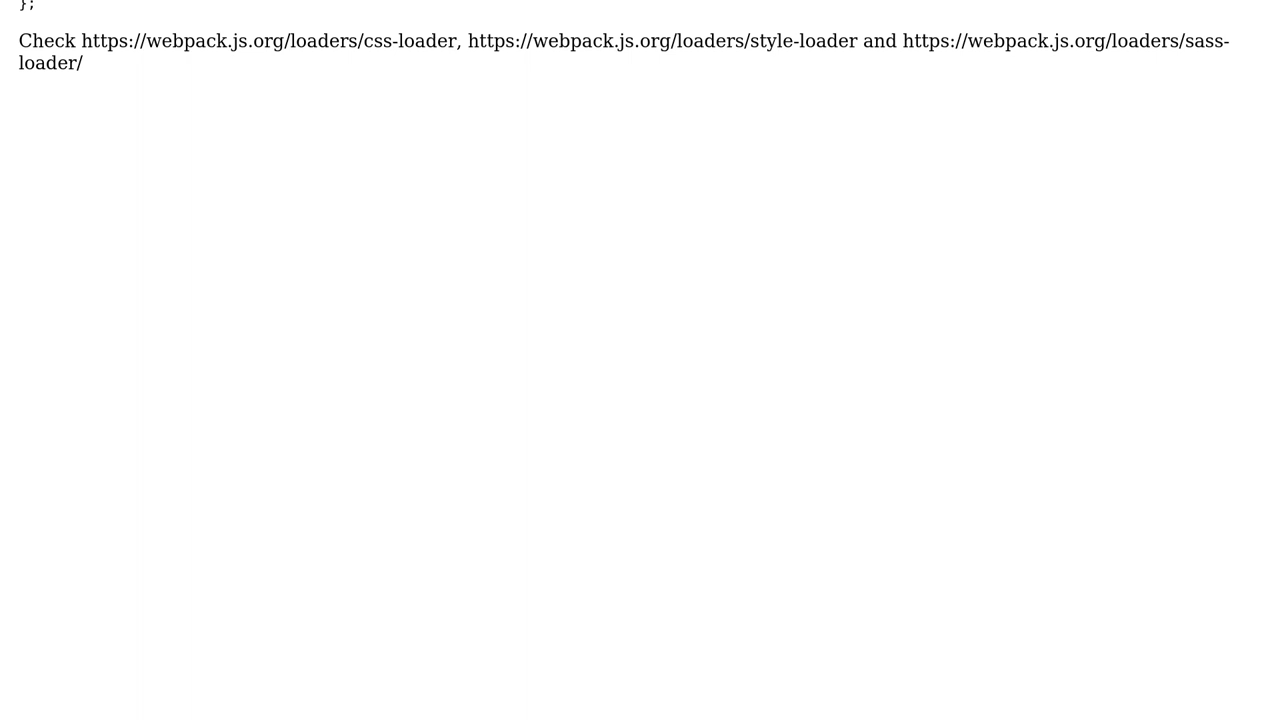 };
Check https://webpack.js.org/loaders/css-loader, https://webpack.js.org/loaders/style-loader and https://webpack.js.org/loaders/sass-
loader/